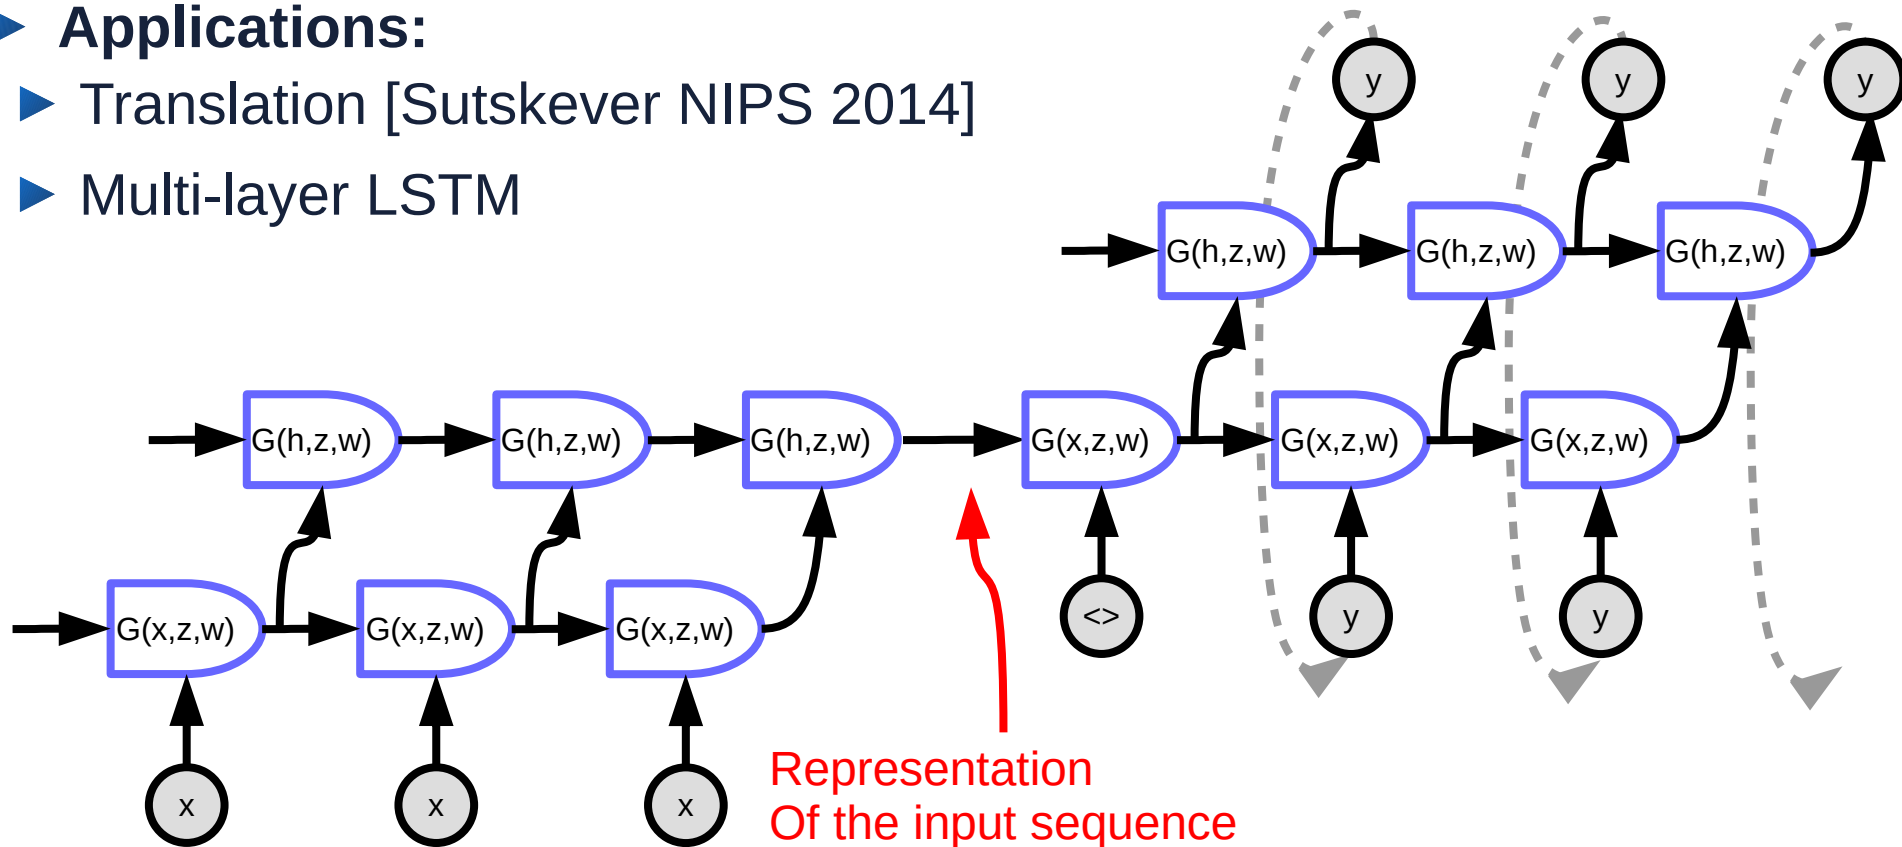 Applications:
Translation [Sutskever NIPS 2014]
Multi-layer LSTM
y y y
G(h,z,w) G(h,z,w) G(h,z,w)
G(h,z,w) G(h,z,w) G(h,z,w) G(x,z,w) G(x,z,w) G(x,z,w)
<> y y
G(x,z,w) G(x,z,w) G(x,z,w)
x x x
Representation
Of the input sequence